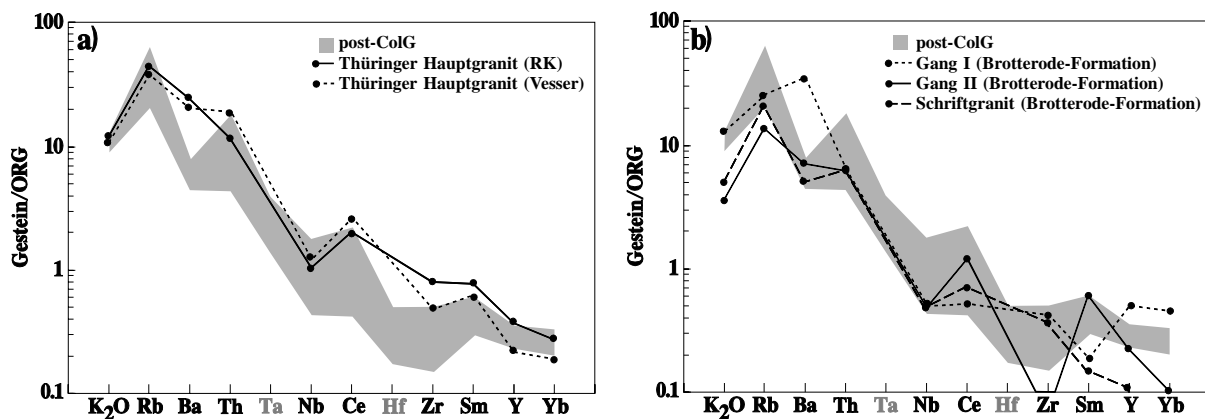 a)
post-ColG
Thüringer Hauptgranit (RK)
Thüringer Hauptgranit (Vesser)
Gestein/ORG
100
10
1
0.1
K2O Rb Ba Th Ta Nb Ce Hf Zr Sm Y Yb
b)
post-ColG
Gang I (Brotterode-Formation)
Gang II (Brotterode-Formation)
Schriftgranit (Brotterode-Formation)
Gestein/ORG
100
10
1
0.1
K2O Rb Ba Th Ta Nb Ce Hf Zr Sm Y Yb